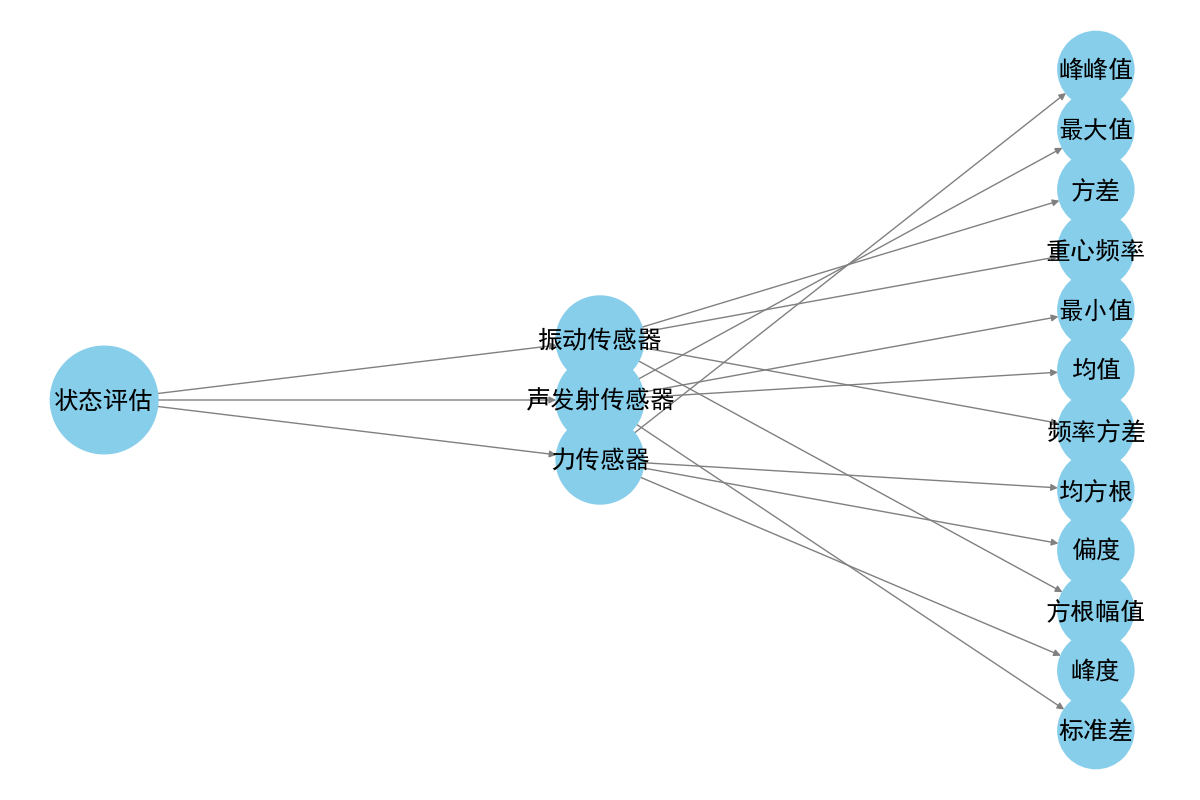 状态评估
振动传感器
声发射传感器
力传感器
峰峰值
最大值
方差
重心频率
最小值
均值
频率方差
均方根
偏度
方根幅值
峰度
标准差